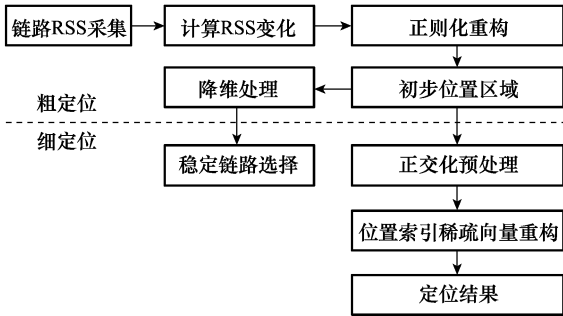 链路RSS采集
计算RSS变化
正则化重构
降维处理
初步位置区域
粗定位
细定位
稳定链路选择
正交化预处理
位置索引稀疏向量重构
定位结果